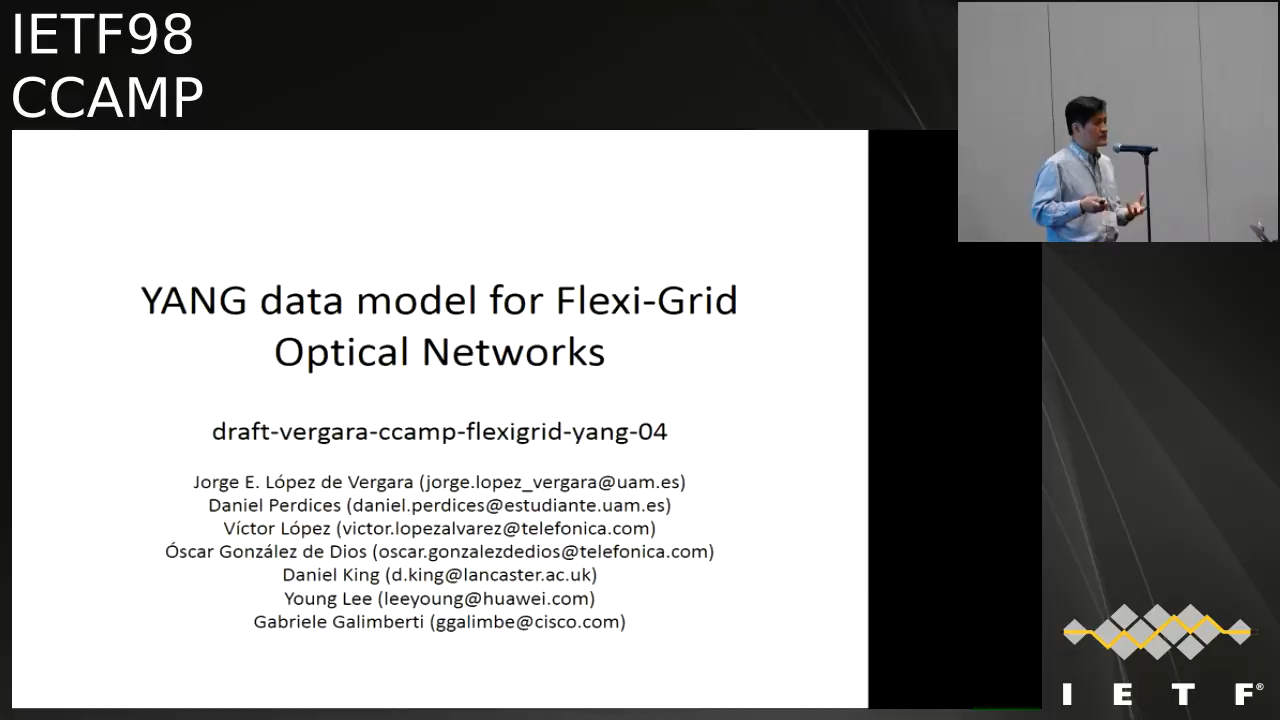 IETF98
CCAMP
YANG data model for Flexi-Grid
Optical Networks
draft-vergara-ccamp-flexigrid-yang-04
Jorge E. López de Vergara (jorge.lopez_vergara@uam.es)
Daniel Perdices (daniel.perdices@estudiante.uam.es)
Víctor López (victor.lopezalvarez@telefonica.com)
Óscar González de Dios (oscar.gonzalezdedios@telefonica.com)
Daniel King (d.king@lancaster.ac.uk)
Young Lee (leeyoung@huawei.com)
Gabriele Galimberti (ggalimbe@cisco.com)
I E T F®